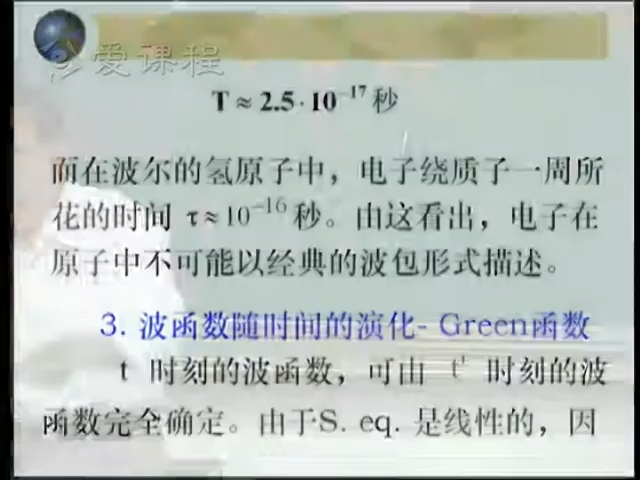 爱课程
T ≈ 2.5 · 10⁻¹⁷ 秒
而在波尔的氢原子中，电子绕质子一周所
花的时间 τ≈10⁻¹⁶ 秒。由这看出，电子在
原子中不可能以经典的波包形式描述。
3. 波函数随时间的演化- Green函数
t 时刻的波函数，可由 t' 时刻的波
函数完全确定。由于S. eq. 是线性的，因